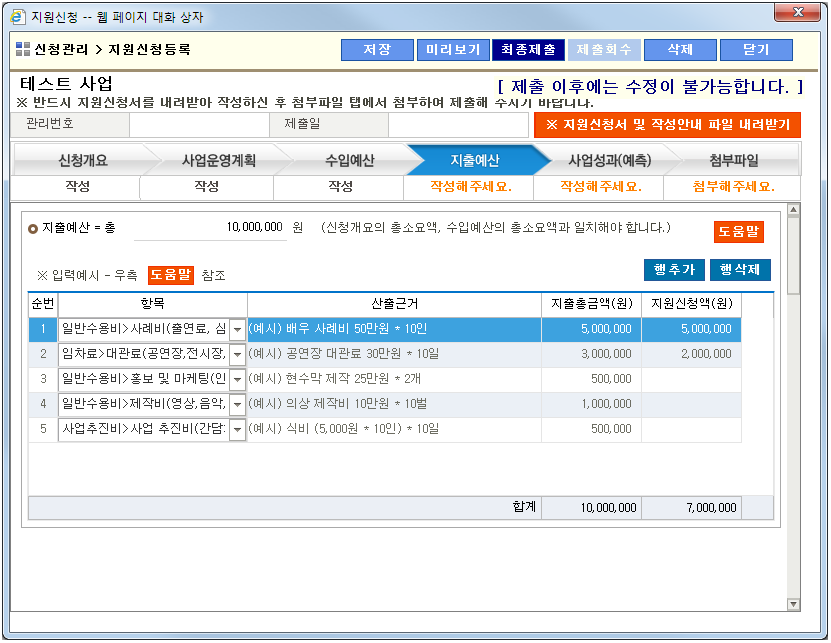 지원신청 -- 웹 페이지 대화 상자
신청관리 > 지원신청등록
저장 미리보기 최종제출 제출회수 삭제 닫기
테스트 사업
[ 제출 이후에는 수정이 불가능합니다. ]
※ 반드시 지원신청서를 내려받아 작성하신 후 첨부파일 탭에서 첨부하여 제출해 주시기 바랍니다.
관리번호 제출일 ※ 지원신청서 및 작성안내 파일 내려받기
신청개요 사업운영계획 수입예산 지출예산 사업성과(예측) 첨부파일
작성 작성 작성 작성해주세요. 작성해주세요. 첨부해주세요.
지출예산 = 총 10,000,000 원 (신청개요의 총소요액, 수입예산의 총소요액과 일치해야 합니다.) 도움말
※ 입력예시 - 우측 도움말 참조 행추가 행삭제
순번 항목 산출근거 지출총금액(원) 지원신청액(원)
1 일반수용비>사례비(출연료, 심 (예시) 배우 사례비 50만원 * 10인 5,000,000 5,000,000
2 임차료>대관료(공연장,전시장, (예시) 공연장 대관료 30만원 * 10일 3,000,000 2,000,000
3 일반수용비>홍보 및 마케팅(인 (예시) 현수막 제작 25만원 * 2개 500,000
4 일반수용비>제작비(영상,음악, (예시) 의상 제작비 10만원 * 10벌 1,000,000
5 사업추진비>사업 추진비(간담: (예시) 식비 (5,000원 * 10인) * 10일 500,000
합계 10,000,000 7,000,000